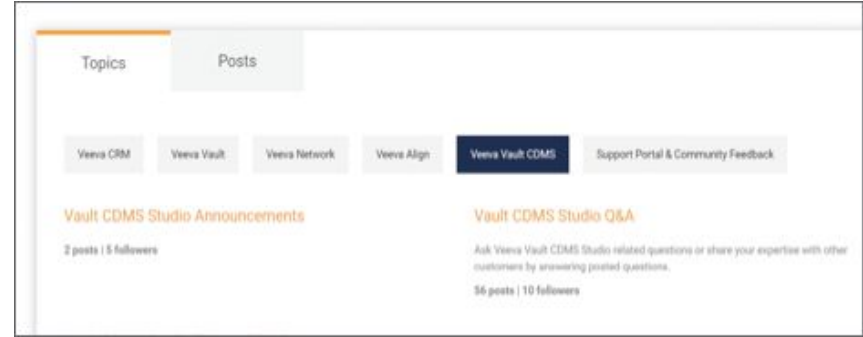 Topics
Posts
Veeva CRM
Veeva Vault
Veeva Network
Veeva Align
Veeva Vault CDMS
Support Portal & Community Feedback
Vault CDMS Studio Announcements
2 posts | 5 followers
Vault CDMS Studio Q&A
Ask Veeva Vault CDMS Studio related questions or share your expertise with other
customers by answering posted questions.
56 posts | 10 followers